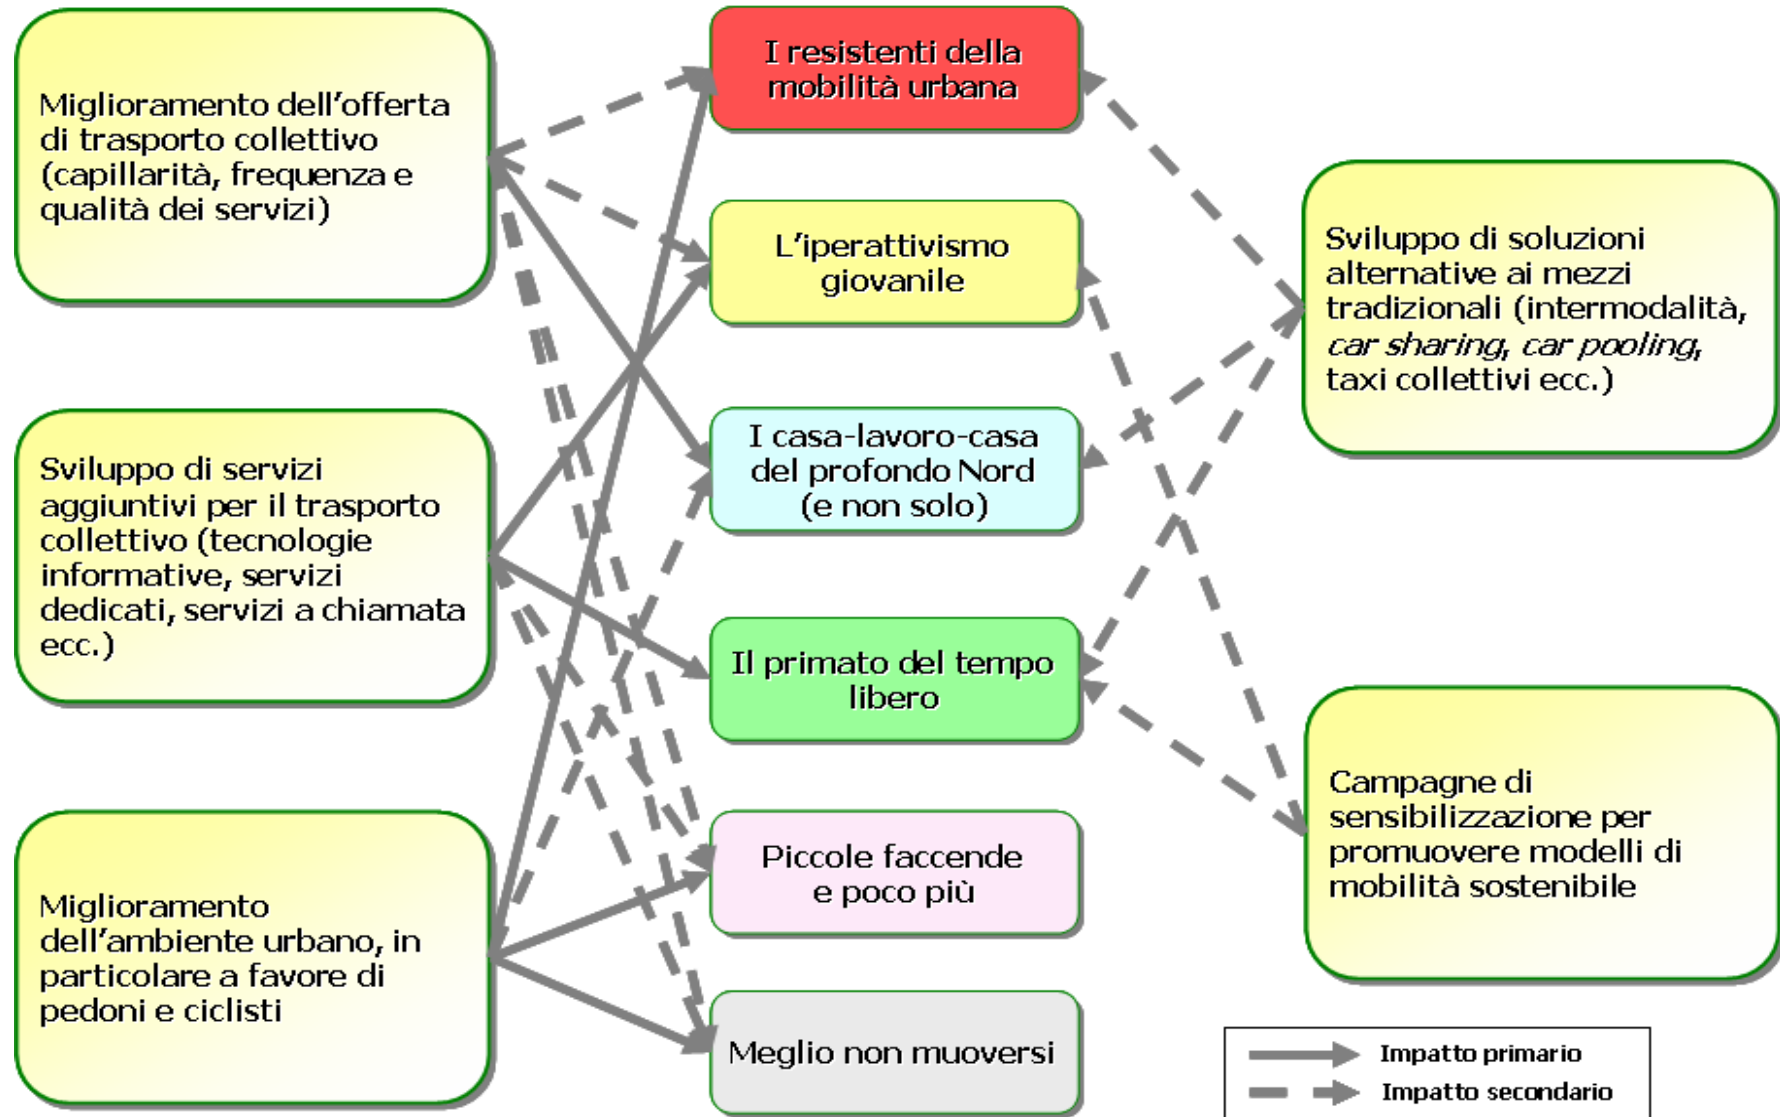 Miglioramento dell'offerta
di trasporto collettivo
(capillarità, frequenza e
qualità dei servizi)
Sviluppo di servizi
aggiuntivi per il trasporto
collettivo (tecnologie
informative, servizi
dedicati, servizi a chiamata
ecc.)
Miglioramento
dell'ambiente urbano, in
particolare a favore di
pedoni e ciclisti
I resistenti della
mobilità urbana
L'iperattivismo
giovanile
I casa-lavoro-casa
del profondo Nord
(e non solo)
Il primato del tempo
libero
Piccole faccende
e poco più
Meglio non muoversi
Sviluppo di soluzioni
alternative ai mezzi
tradizionali (intermodalità,
car sharing, car pooling,
taxi collettivi ecc.)
Campagne di
sensibilizzazione per
promuovere modelli di
mobilità sostenibile
Impatto primario
Impatto secondario